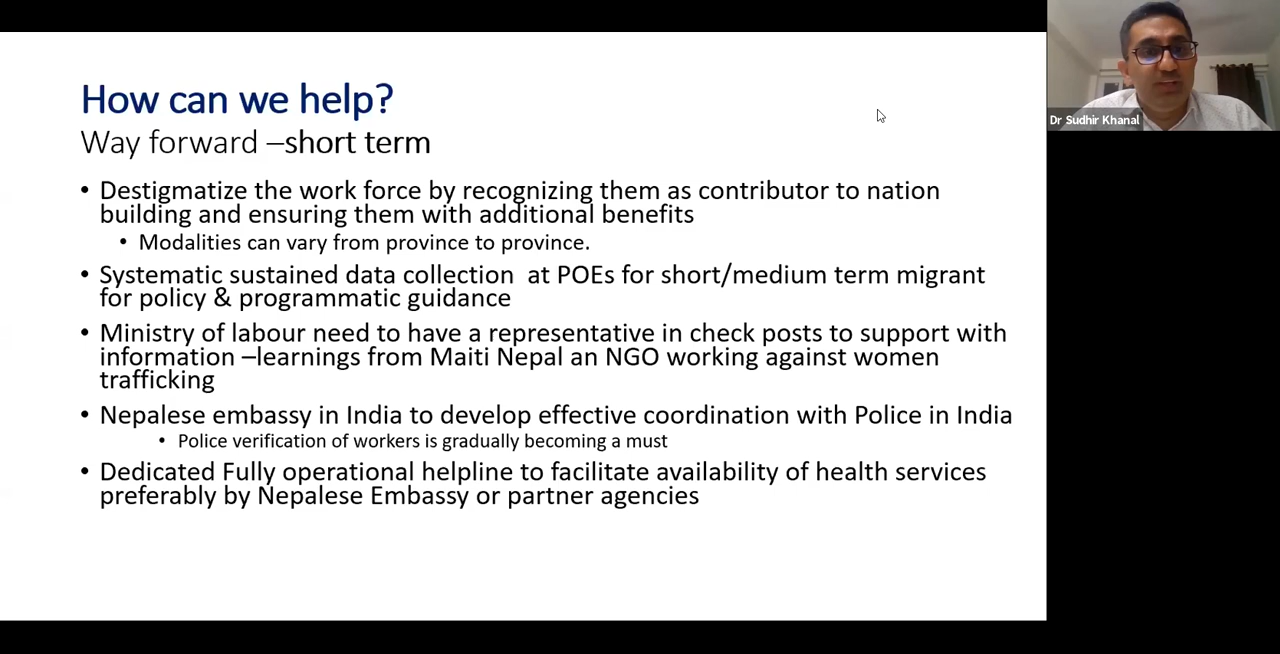 How can we help?
Way forward –short term
• Destigmatize the work force by recognizing them as contributor to nation
building and ensuring them with additional benefits
• Modalities can vary from province to province.
• Systematic sustained data collection  at POEs for short/medium term migrant
for policy & programmatic guidance
• Ministry of labour need to have a representative in check posts to support with
information –learnings from Maiti Nepal an NGO working against women
trafficking
• Nepalese embassy in India to develop effective coordination with Police in India
• Police verification of workers is gradually becoming a must
• Dedicated Fully operational helpline to facilitate availability of health services
preferably by Nepalese Embassy or partner agencies
Dr Sudhir Khanal